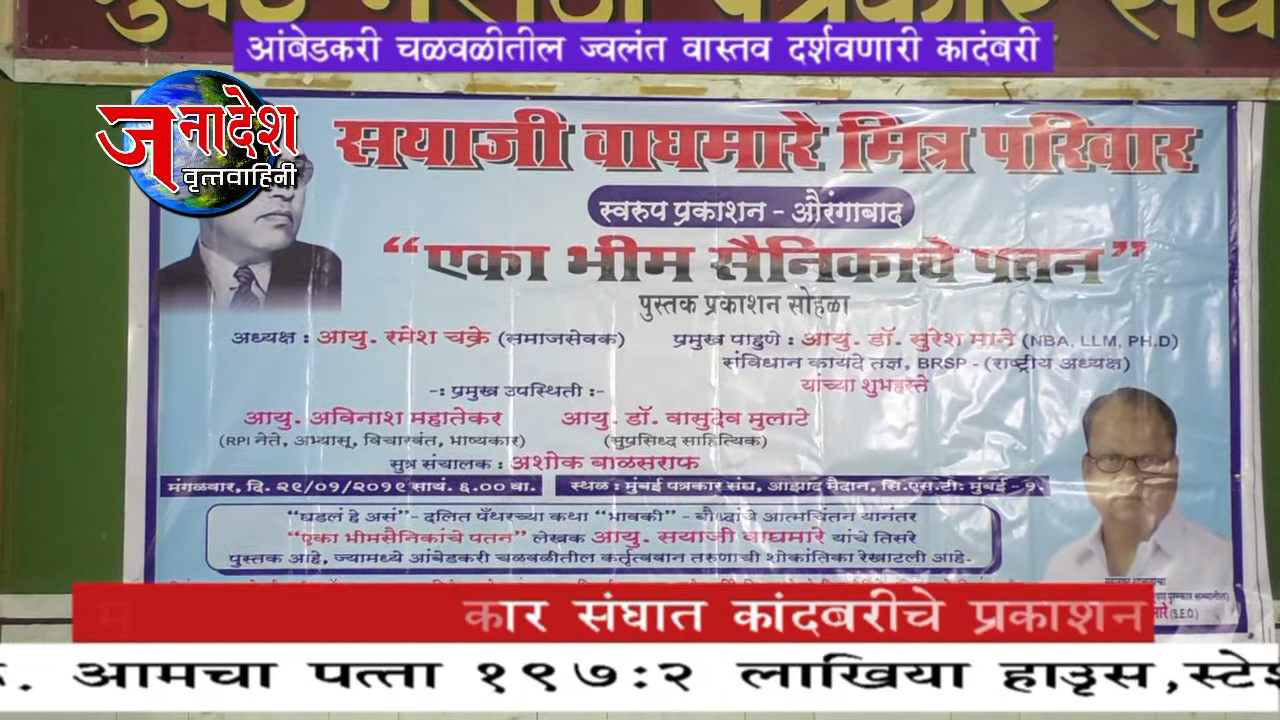 मुंबई मराठी पत्रकार संघ
आंबेडकरी चळवळीतील ज्वलंत वास्तव दर्शवणारी कादंबरी
जनादेश
वृत्तवाहिनी
सयाजी वाघमारे मित्र परिवार
स्वरुप प्रकाशन - औरंगाबाद
“एका भीम सैनिकाचे पतन”
पुस्तक प्रकाशन सोहळा
अध्यक्ष : आयु. रमेश चक्रे (समाजसेवक) प्रमुख पाहुणे : आयु. डॉ. सुरेश माने (NBA, LLM, PH.D)
संविधान कायदे तज्ञ, BRSP - (राष्ट्रीय अध्यक्ष)
-: प्रमुख उपस्थिती :- यांच्या शुभहस्ते
आयु. अविनाश महातेकर आयु. डॉ. वासुदेव मुलाटे
(RPI नेते, अभ्यासू, विचारवंत, भाष्यकार) (सुप्रसिध्द साहित्यिक)
सुत्र संचालक : अशोक बाळसराफ
मंगळवार, दि. २९/०१/२०१९ सायं. ६.०० वा. स्थळ : मुंबई पत्रकार संघ, आझाद मैदान, सि.एस.टी: मुंबई - १.
“घडलं हे असं” - दलित पँथरच्या कथा “भावकी” - बौध्दांचे आत्मचिंतन यानंतर
“एका भीमसैनिकांचे पतन” लेखक आयु. सयाजी वाघमारे यांचे तिसरे
पुस्तक आहे, ज्यामध्ये आंबेडकरी चळवळीतील कर्तृत्ववान तरुणाची शोकांतिका रेखाटली आहे.
(S.E.O)
कार संघात कांदबरीचे प्रकाशन
आमचा पत्ता १९७:२ लाखिया हाउृस,स्टे